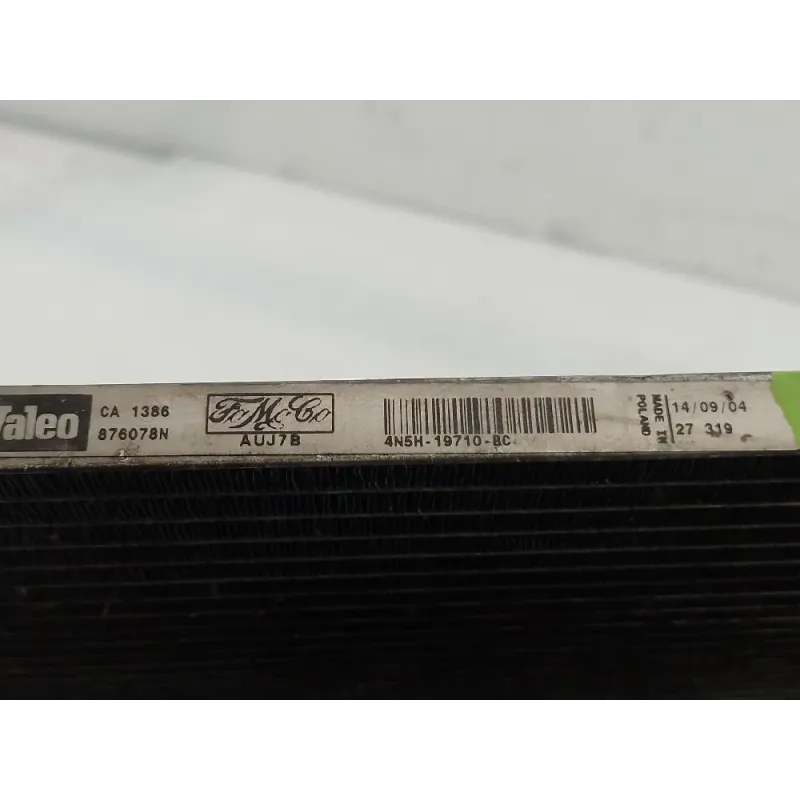 Valeo
CA 1386
876078N
FoMoCo
AUJ7B
4N5H-19710-BC
MADE IN
POLAND
14/09/04
27 319